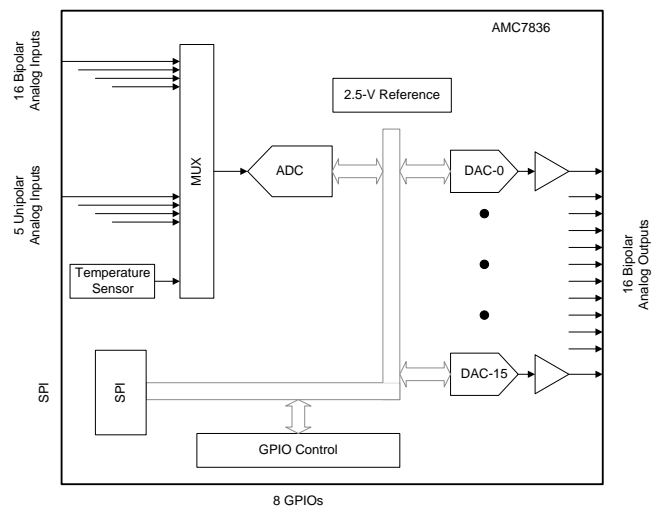 AMC7836
16 Bipolar
Analog Inputs
2.5-V Reference
MUX
ADC
DAC-0
5 Unipolar
Analog Inputs
Temperature
Sensor
16 Bipolar
Analog Outputs
SPI
SPI
DAC-15
GPIO Control
8 GPIOs